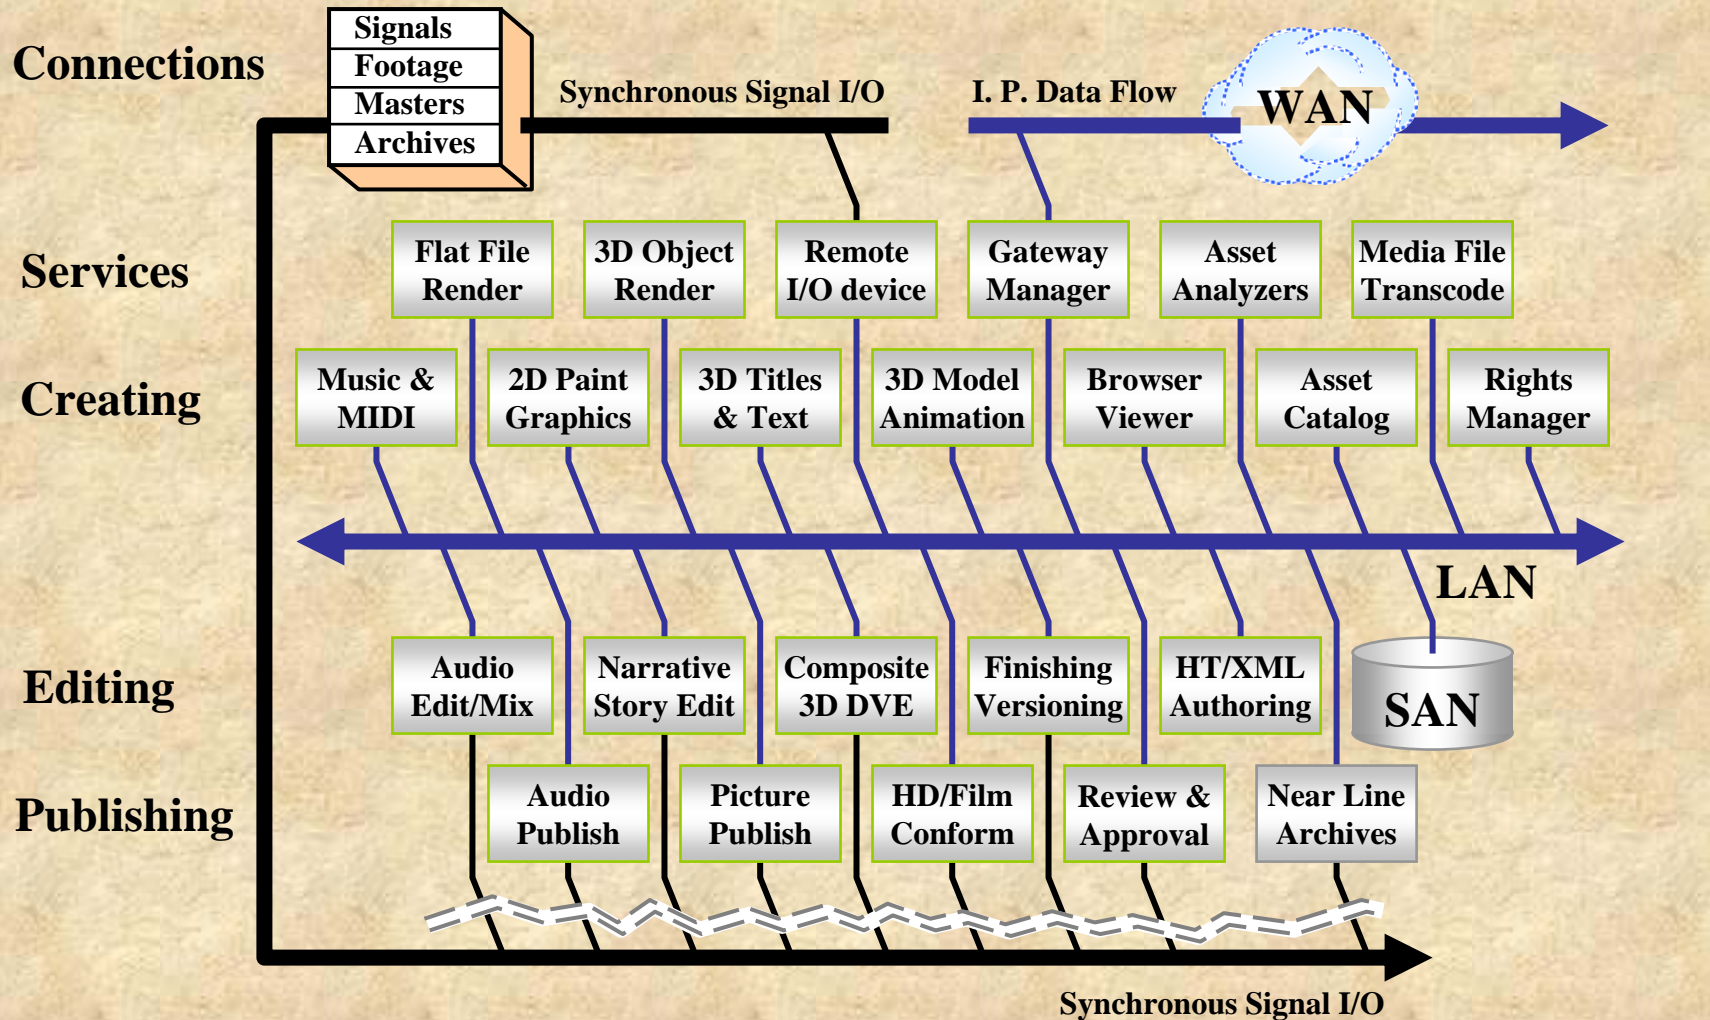 Connections
Signals
Footage
Masters
Archives
Synchronous Signal I/O
I. P. Data Flow
WAN
Services
Flat File
Render
3D Object
Render
Remote
I/O device
Gateway
Manager
Asset
Analyzers
Media File
Transcode
Creating
Music &
MIDI
2D Paint
Graphics
3D Titles
& Text
3D Model
Animation
Browser
Viewer
Asset
Catalog
Rights
Manager
LAN
Editing
Audio
Edit/Mix
Narrative
Story Edit
Composite
3D DVE
Finishing
Versioning
HT/XML
Authoring
SAN
Publishing
Audio
Publish
Picture
Publish
HD/Film
Conform
Review &
Approval
Near Line
Archives
Synchronous Signal I/O